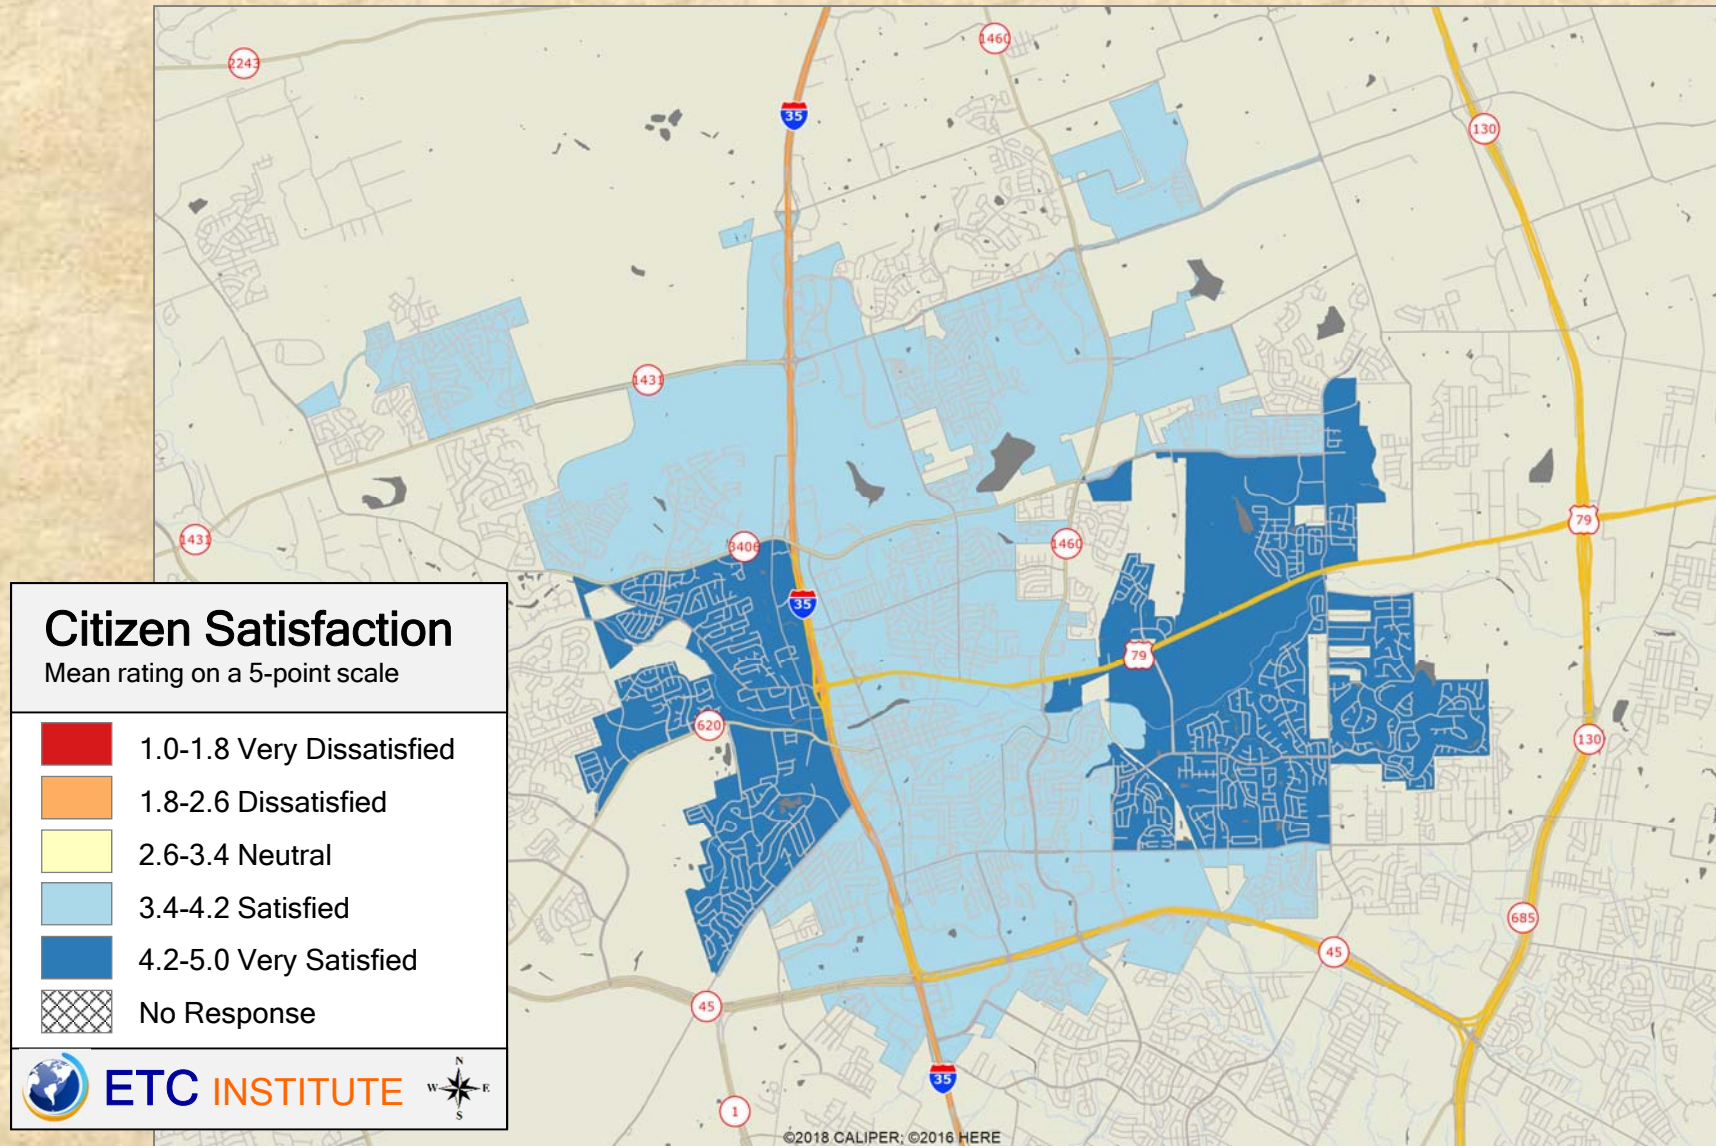 2243
1460
35
130
1431
1431
3406
1460
79
35
79
620
130
685
45
45
35
1
Citizen Satisfaction
Mean rating on a 5-point scale
1.0-1.8 Very Dissatisfied
1.8-2.6 Dissatisfied
2.6-3.4 Neutral
3.4-4.2 Satisfied
4.2-5.0 Very Satisfied
No Response
ETC INSTITUTE
N
W E
S
©2018 CALIPER; ©2016 HERE